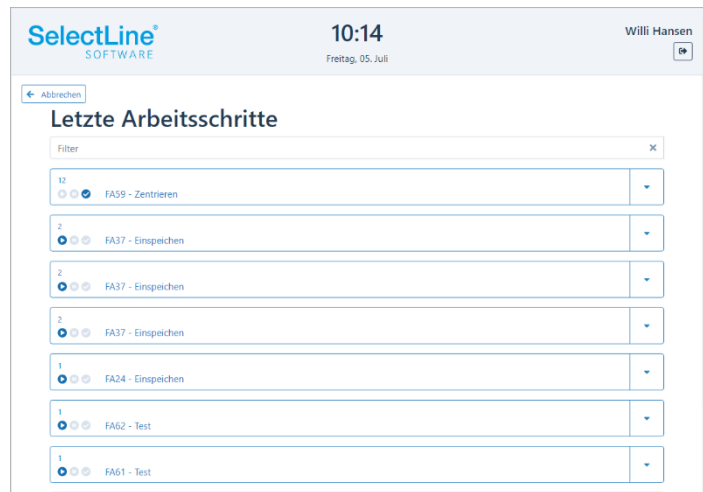 SelectLine®
SOFTWARE
10:14
Freitag, 05. Juli
Willi Hansen
Abbrechen
Letzte Arbeitsschritte
Filter
12
FA59 - Zentrieren
2
FA37 - Einspeichen
2
FA37 - Einspeichen
2
FA37 - Einspeichen
1
FA24 - Einspeichen
1
FA62 - Test
1
FA61 - Test